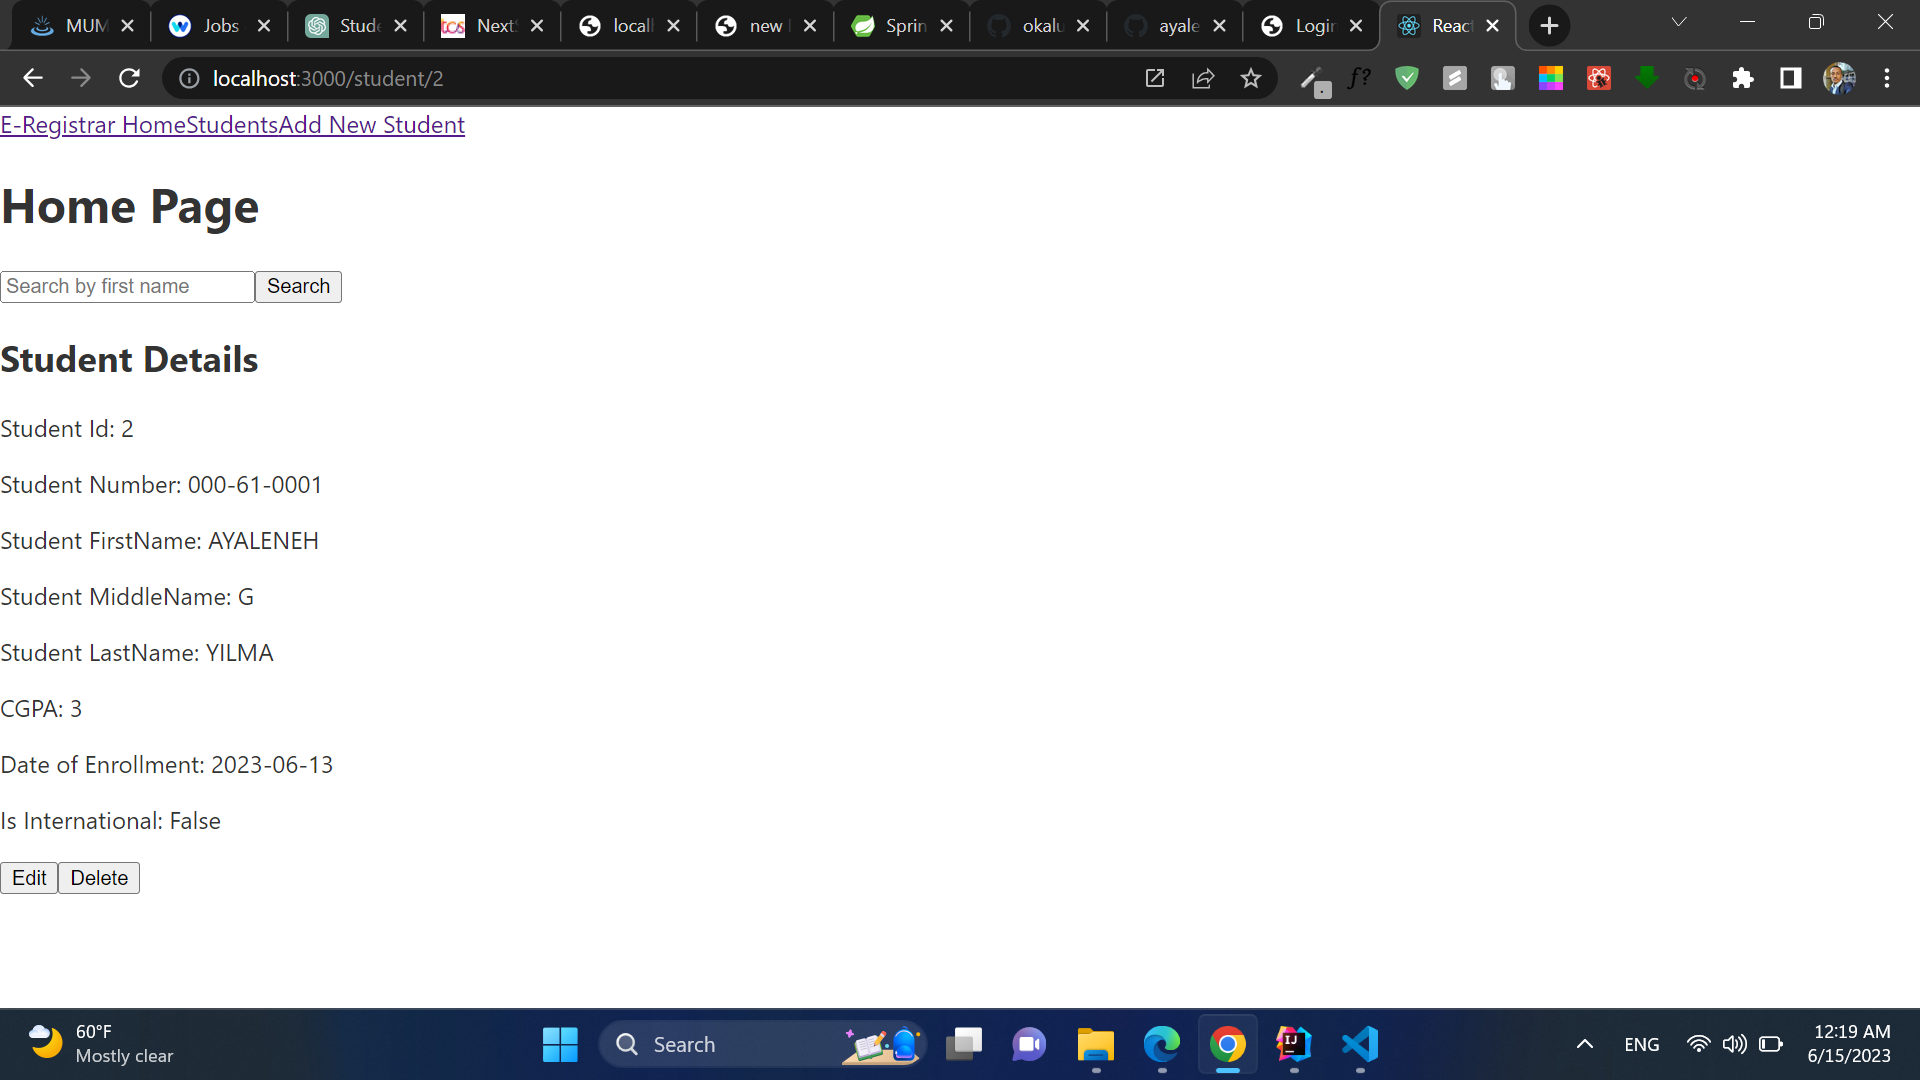 MUM Jobs Stude Next locall new Sprin okalu ayale Login Reac
localhost:3000/student/2
E-Registrar HomeStudentsAdd New Student
Home Page
Search by first name Search
Student Details
Student Id: 2
Student Number: 000-61-0001
Student FirstName: AYALENEH
Student MiddleName: G
Student LastName: YILMA
CGPA: 3
Date of Enrollment: 2023-06-13
Is International: False
Edit Delete
60°F
Mostly clear
Search
ENG
12:19 AM
6/15/2023